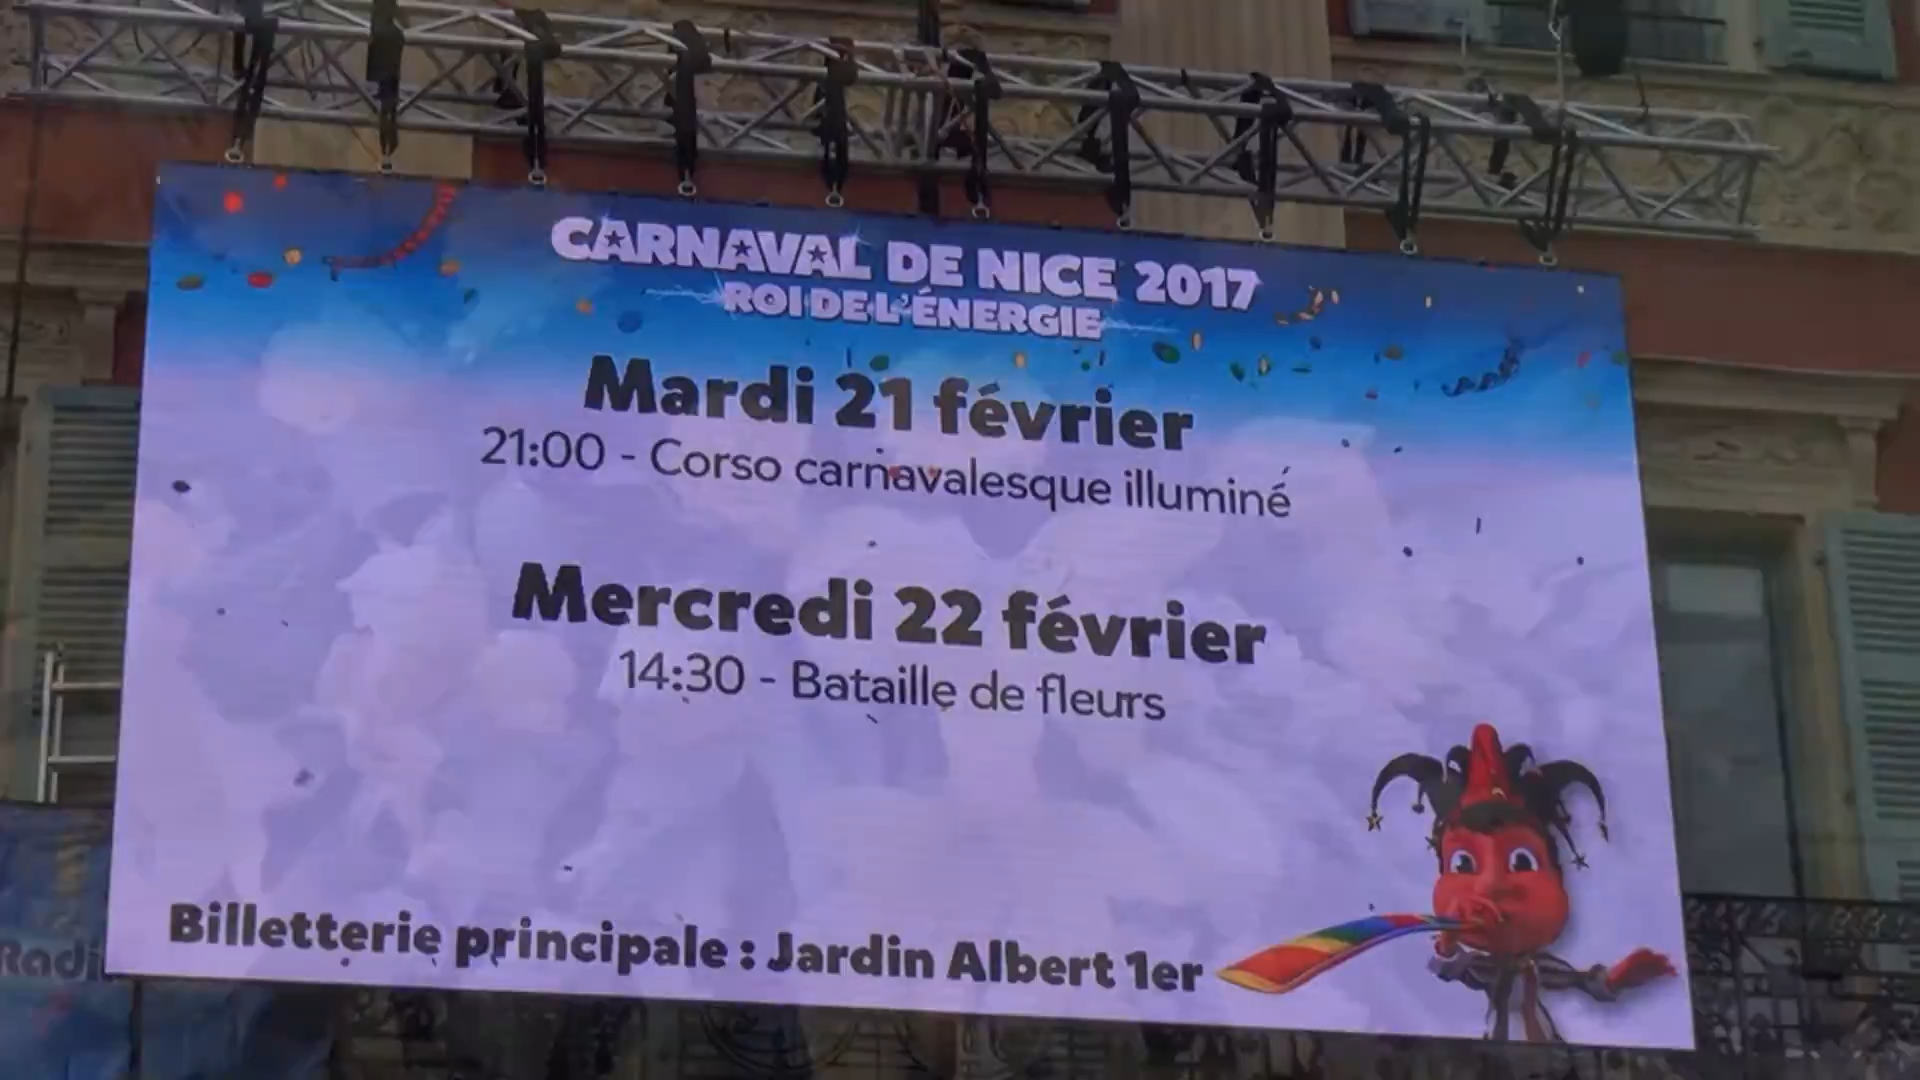 CARNAVAL DE NICE 2017
ROI DE L'ÉNERGIE
Mardi 21 février
21:00 - Corso carnavalesque illuminé
Mercredi 22 février
14:30 - Bataille de fleurs
Billetterie principale : Jardin Albert 1er
Radi